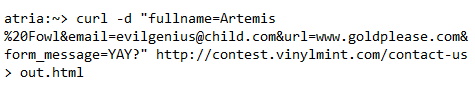 atria:~> curl -d "fullname=Artemis
%20Fowl&email=evilgenius@child.com&url=www.goldplease.com&
form_message=YAY?" http://contest.vinylmint.com/contact-us
> out.html